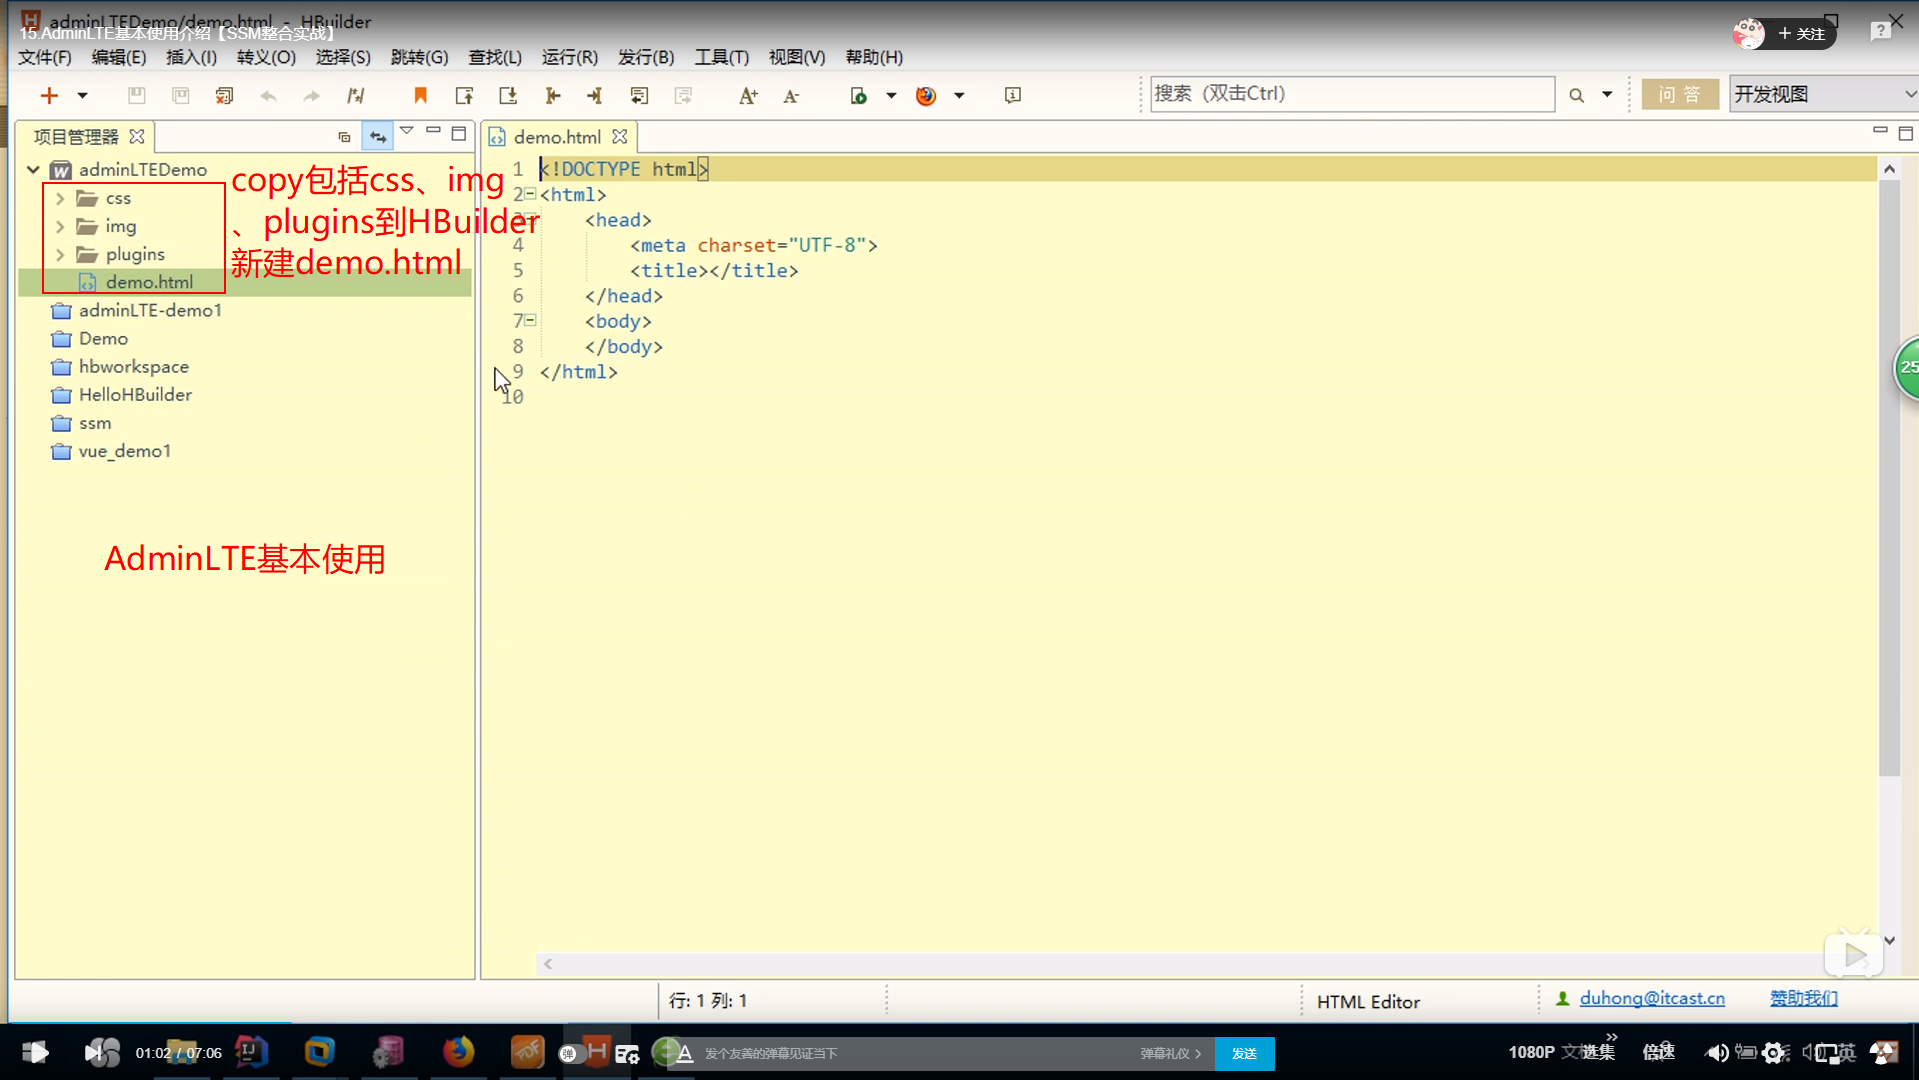 adminLTEDemo/demo.html - HBuilder
15.AdminLTE基本使用介绍【SSM整合实战】
+ 关注
文件(F) 编辑(E) 插入(I) 转义(O) 选择(S) 跳转(G) 查找(L) 运行(R) 发行(B) 工具(T) 视图(V) 帮助(H)
搜索（双击Ctrl）
问 答
开发视图
项目管理器
demo.html
adminLTEDemo
css
img
plugins
demo.html
adminLTE-demo1
Demo
hbworkspace
HelloHBuilder
ssm
vue_demo1
copy包括css、img
、plugins到HBuilder
新建demo.html
AdminLTE基本使用
1 <!DOCTYPE html>
2 <html>
3 <head>
4 <meta charset="UTF-8">
5 <title></title>
6 </head>
7 <body>
8 </body>
9 </html>
10
25
行: 1 列: 1
HTML Editor
duhong@itcast.cn
赞助我们
01:02 / 07:06
弹
发个友善的弹幕见证当下
弹幕礼仪 >
发送
1080P
选集
倍速
英